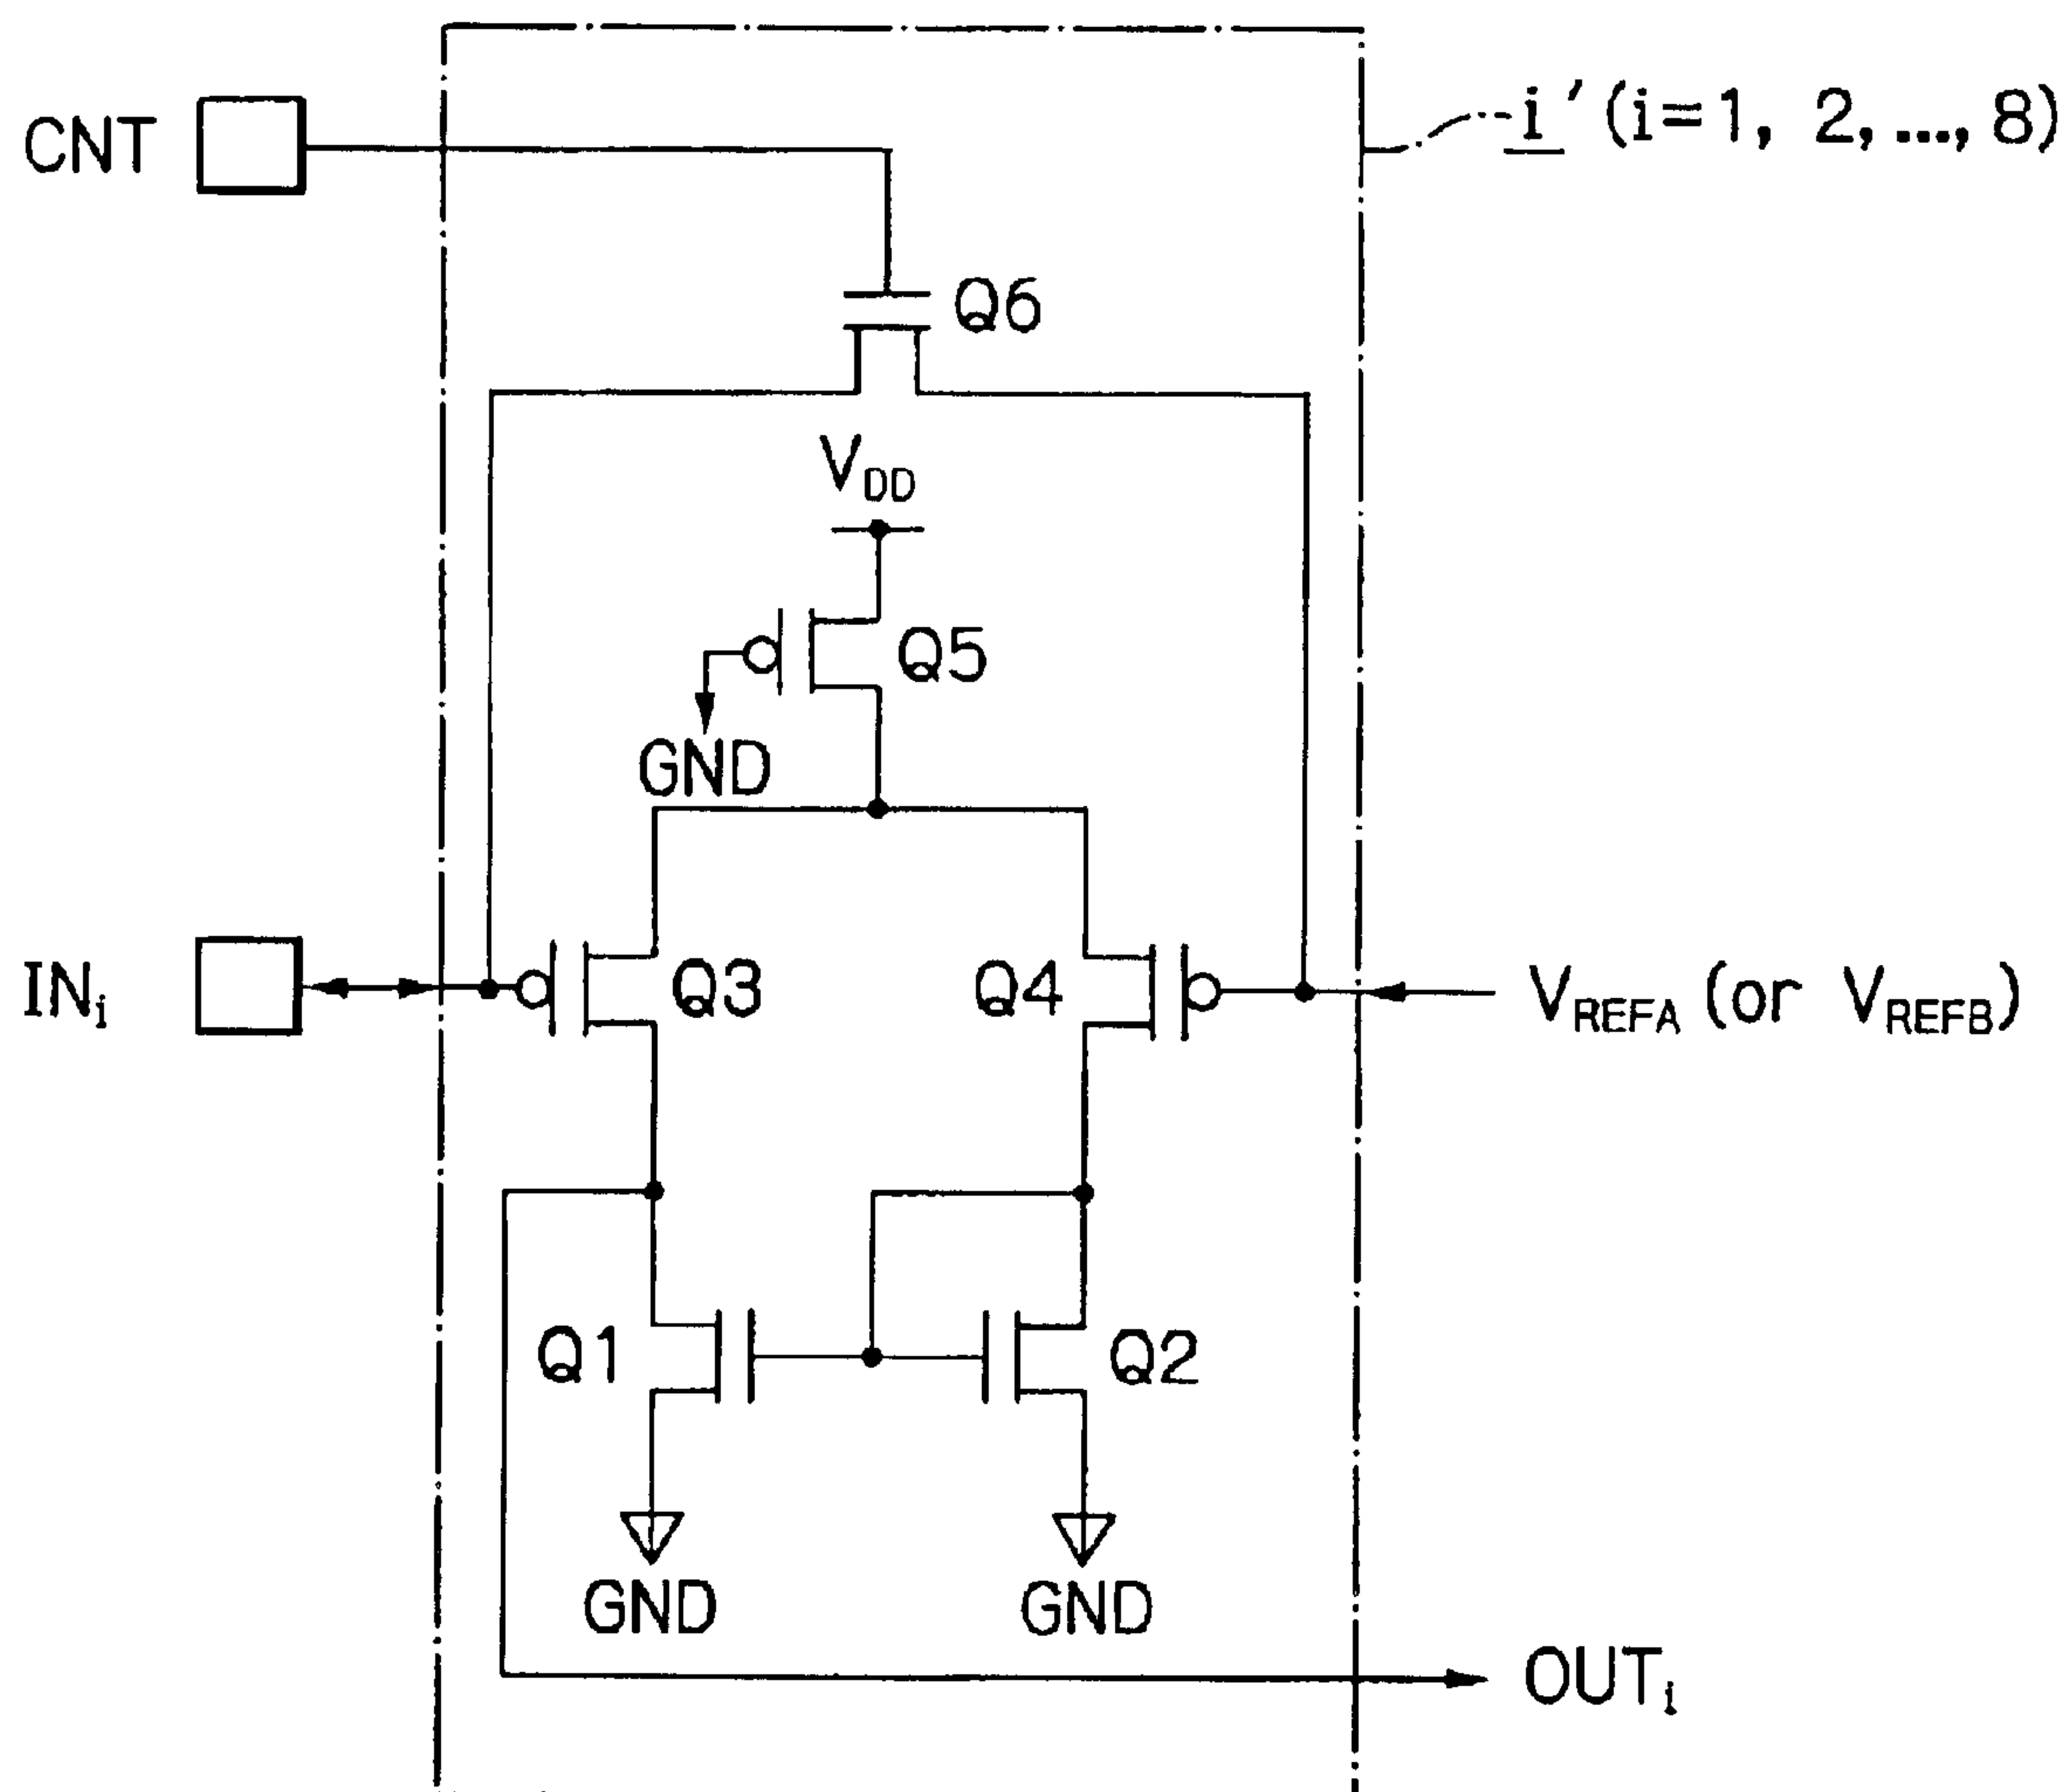 CNT
i'(i=1, 2,..., 8)
Q6
VDD
Q5
GND
INi
Q3
Q4
VREFA (or VREFB)
Q1
Q2
GND
GND
OUTi